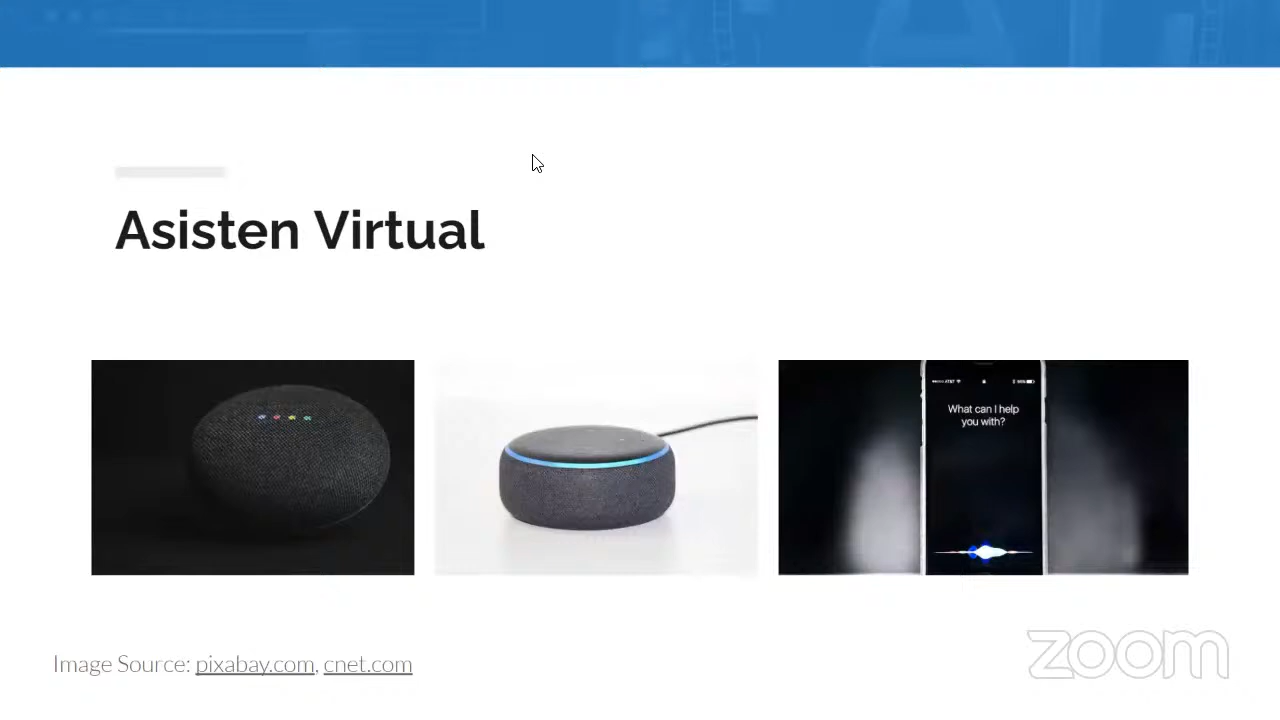 Asisten Virtual
What can I help
you with?
Image Source: pixabay.com, cnet.com
zoom